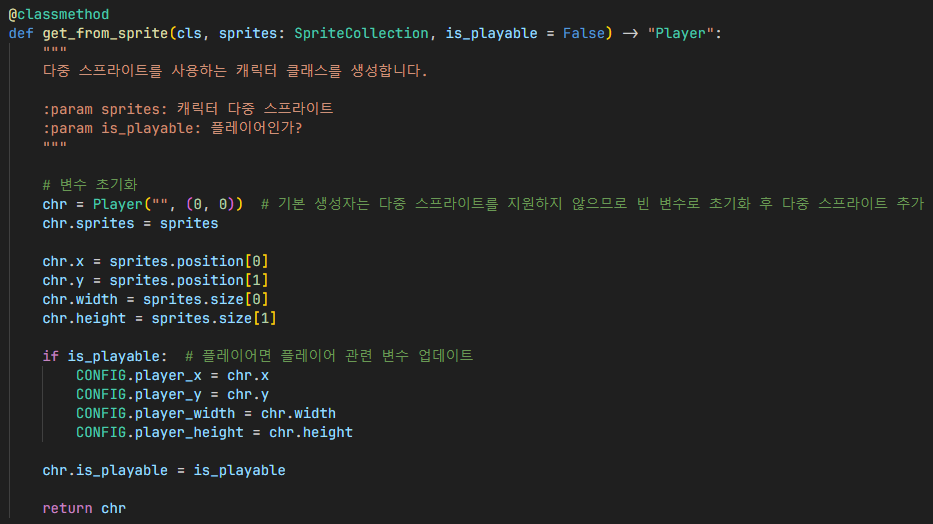 @classmethod
def get_from_sprite(cls, sprites: SpriteCollection, is_playable = False) -> "Player":
    """
    다중 스프라이트를 사용하는 캐릭터 클래스를 생성합니다.

    :param sprites: 캐릭터 다중 스프라이트
    :param is_playable: 플레이어인가?
    """

    # 변수 초기화
    chr = Player("", (0, 0))  # 기본 생성자는 다중 스프라이트를 지원하지 않으므로 빈 변수로 초기화 후 다중 스프라이트 추가
    chr.sprites = sprites

    chr.x = sprites.position[0]
    chr.y = sprites.position[1]
    chr.width = sprites.size[0]
    chr.height = sprites.size[1]

    if is_playable:  # 플레이어면 플레이어 관련 변수 업데이트
        CONFIG.player_x = chr.x
        CONFIG.player_y = chr.y
        CONFIG.player_width = chr.width
        CONFIG.player_height = chr.height

    chr.is_playable = is_playable

    return chr